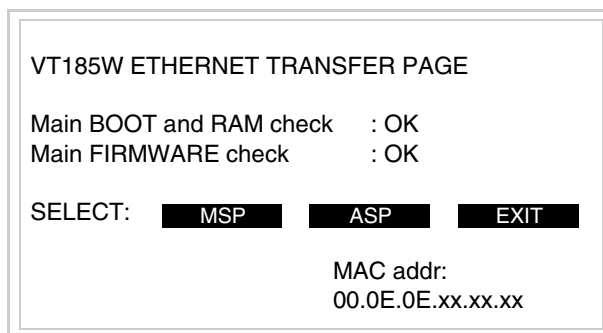 VT185W ETHERNET TRANSFER PAGE
Main BOOT and RAM check : OK
Main FIRMWARE check : OK
SELECT: MSP ASP EXIT
MAC addr:
00.0E.0E.xx.xx.xx